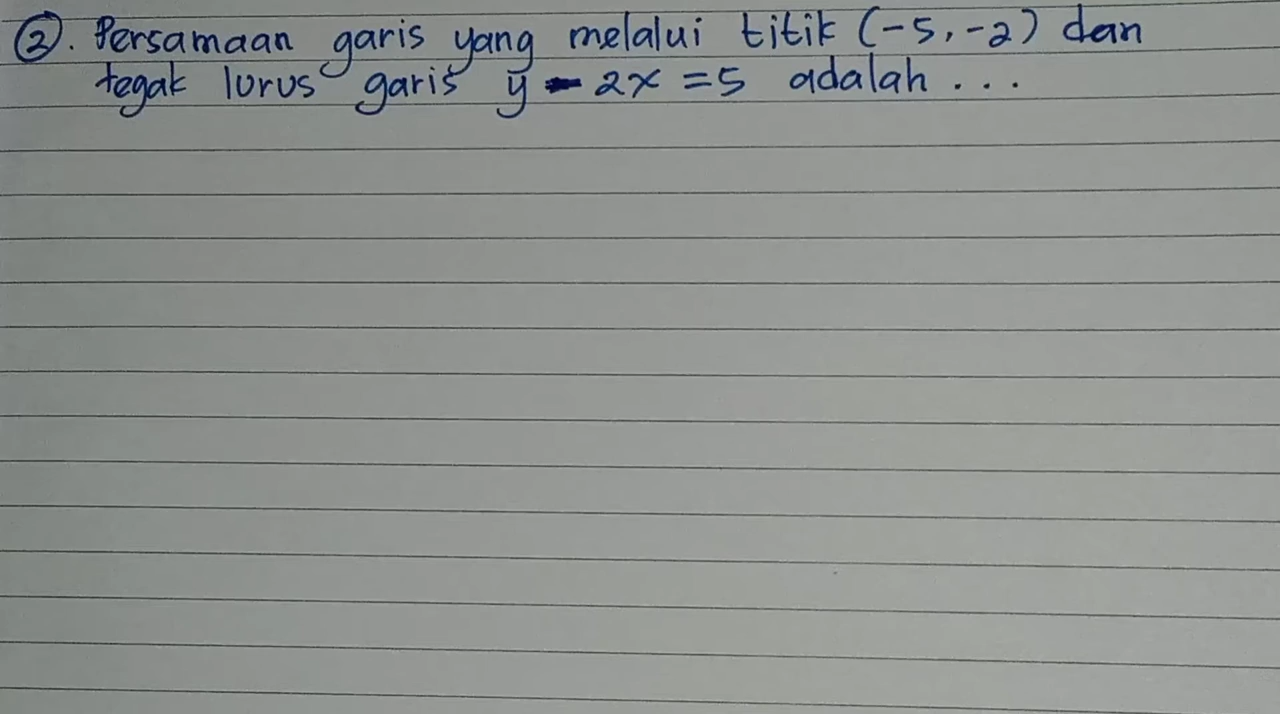 ②. Persamaan garis yang melalui titik (-5,-2) dan
tegak lurus garis y - 2x = 5 adalah ...